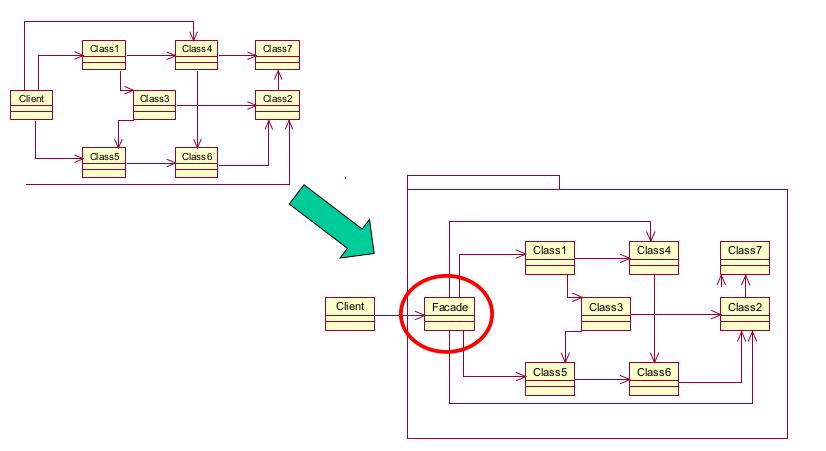 Class1
Class4
Class7
Client
Class3
Class2
Class5
Class6
Class1
Class4
Class7
Client
Facade
Class3
Class2
Class5
Class6